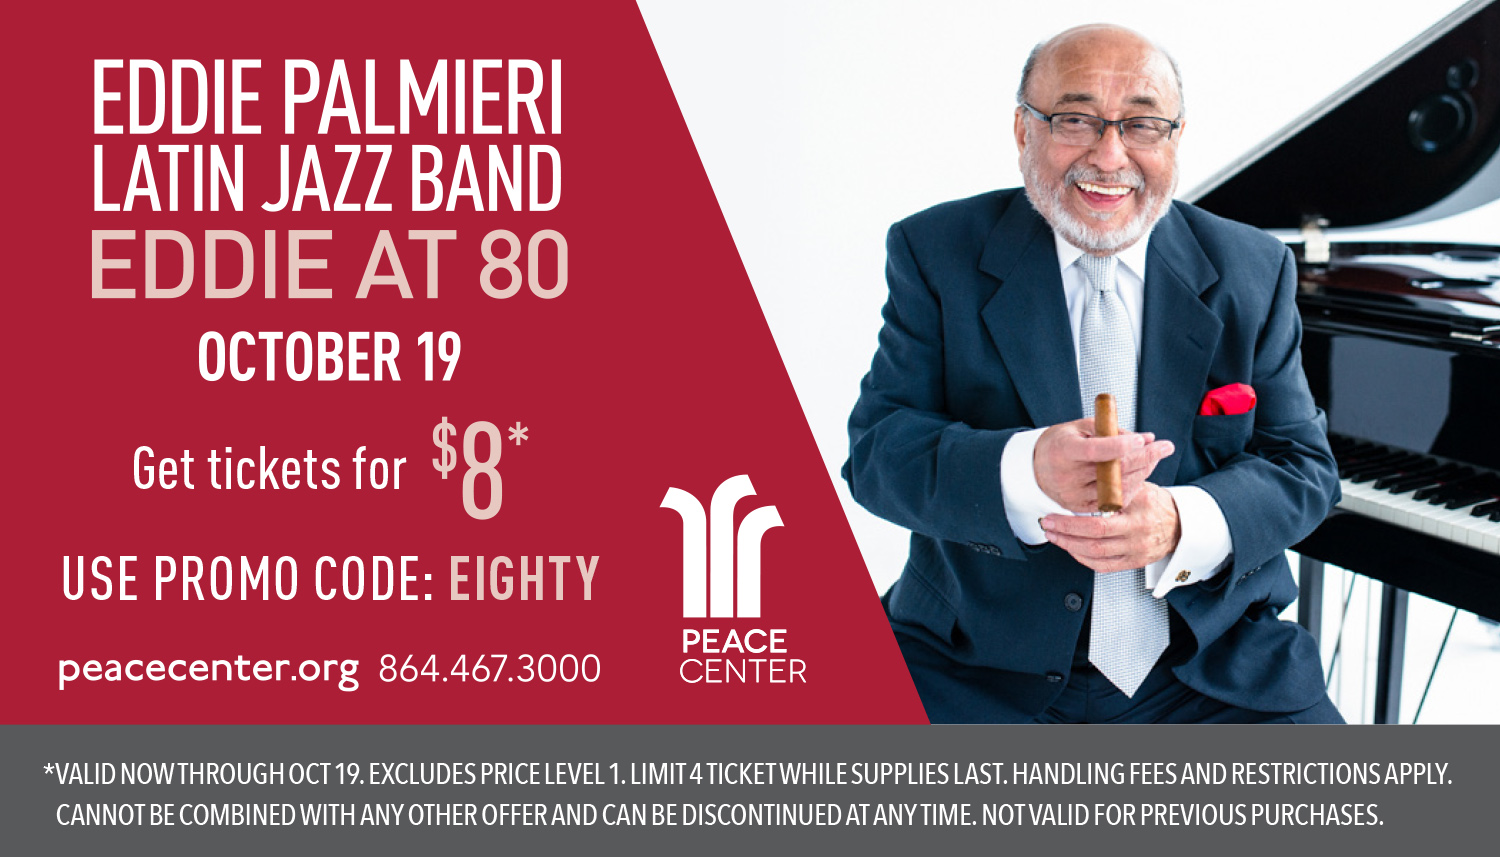 EDDIE PALMIERI
LATIN JAZZ BAND
EDDIE AT 80
OCTOBER 19
Get tickets for $8*
USE PROMO CODE: EIGHTY
peacecenter.org 864.467.3000
PEACE
CENTER
*VALID NOW THROUGH OCT 19. EXCLUDES PRICE LEVEL 1. LIMIT 4 TICKET WHILE SUPPLIES LAST. HANDLING FEES AND RESTRICTIONS APPLY.
CANNOT BE COMBINED WITH ANY OTHER OFFER AND CAN BE DISCONTINUED AT ANY TIME. NOT VALID FOR PREVIOUS PURCHASES.